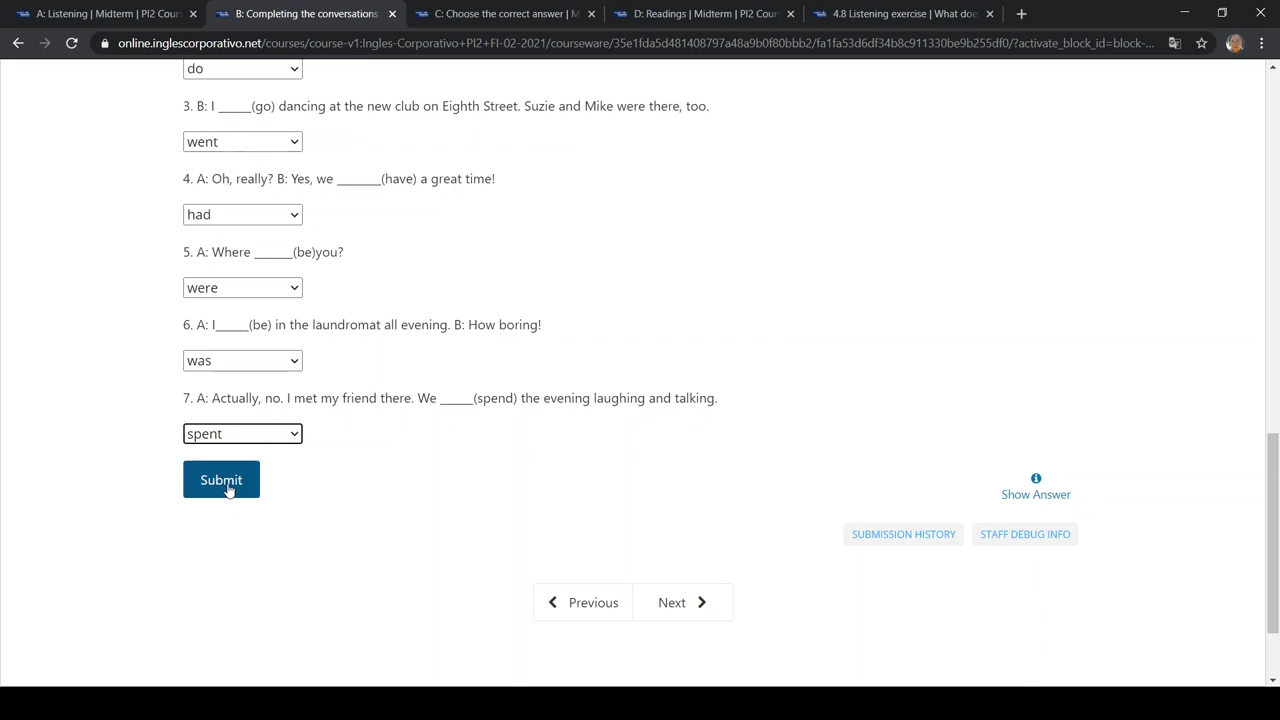 A: Listening | Midterm | PI2 Cour
B: Completing the conversations
C: Choose the correct answer | M
D: Readings | Midterm | PI2 Cour
4.8 Listening exercise | What doe
online.inglescorporativo.net/courses/course-v1:Ingles-Corporativo+PI2+FI-02-2021/courseware/35e1fda5d481408797a48a9b0f80bbb2/fa1fa53d6df34b8c911330be9b255df0/?activate_block_id=block-...
do
3. B: I _____(go) dancing at the new club on Eighth Street. Suzie and Mike were there, too.
went
4. A: Oh, really? B: Yes, we _______(have) a great time!
had
5. A: Where ______(be)you?
were
6. A: I_____(be) in the laundromat all evening. B: How boring!
was
7. A: Actually, no. I met my friend there. We _____(spend) the evening laughing and talking.
spent
Submit
Show Answer
SUBMISSION HISTORY
STAFF DEBUG INFO
Previous
Next